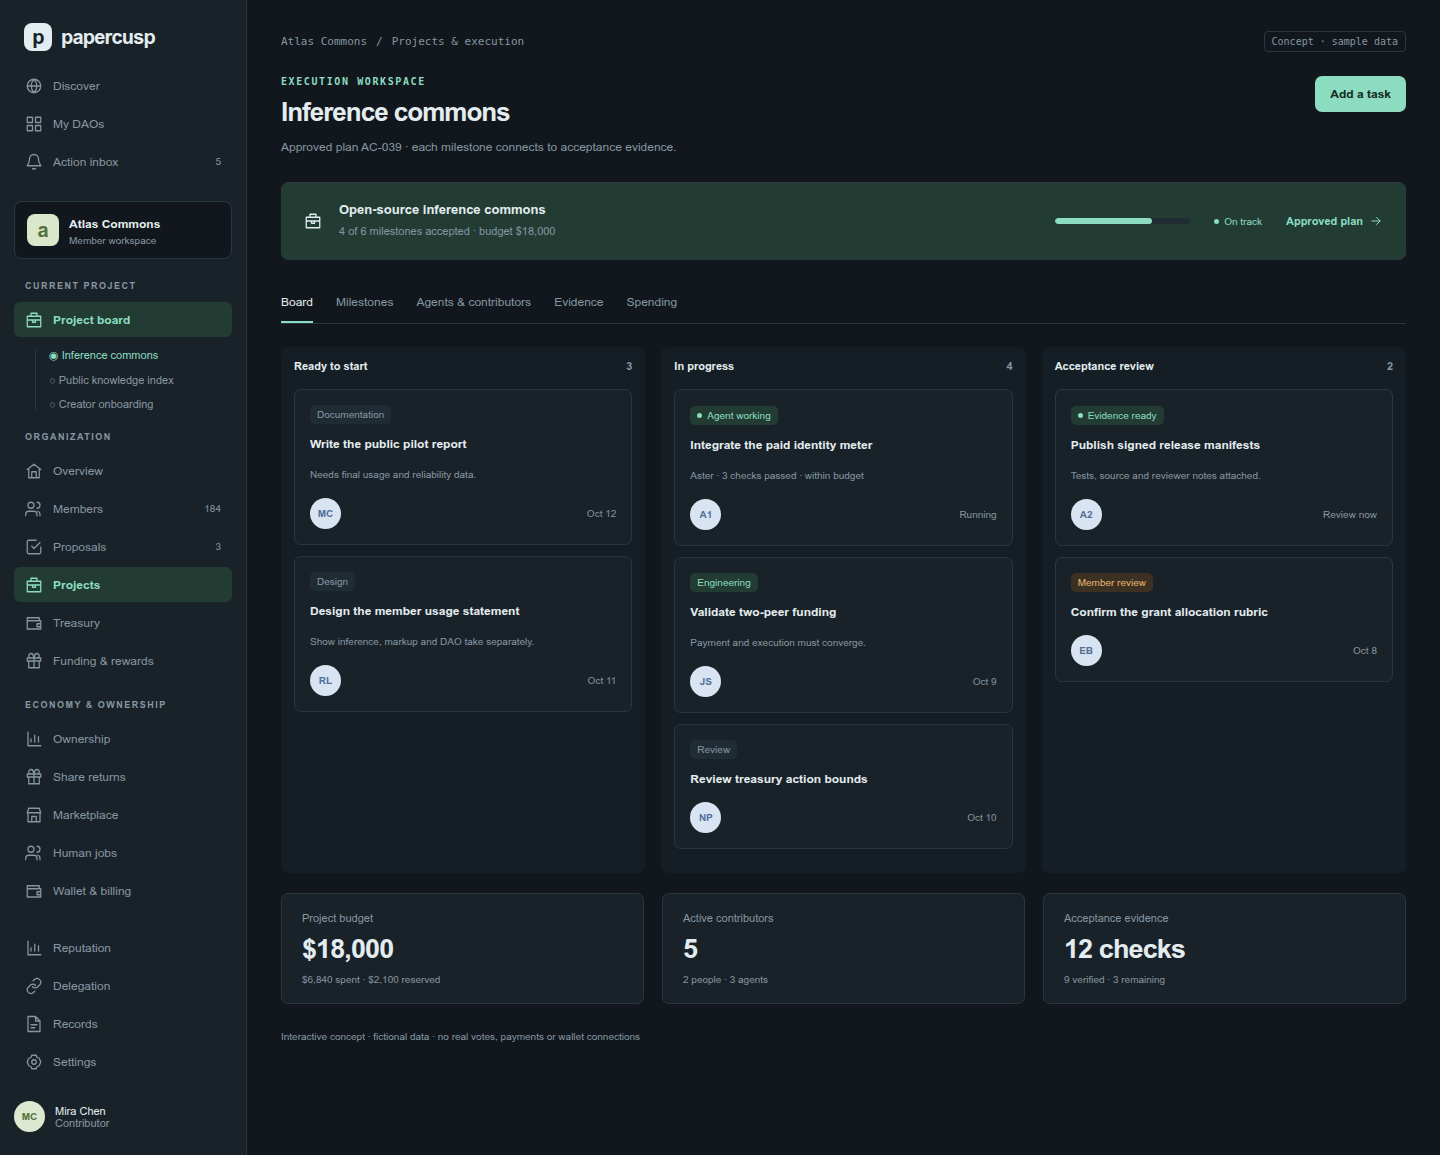 p papercusp
Discover
My DAOs
Action inbox 5
a
Atlas Commons
Member workspace
CURRENT PROJECT
Project board
Inference commons
Public knowledge index
Creator onboarding
ORGANIZATION
Overview
Members 184
Proposals 3
Projects
Treasury
Funding & rewards
ECONOMY & OWNERSHIP
Ownership
Share returns
Marketplace
Human jobs
Wallet & billing
Reputation
Delegation
Records
Settings
MC
Mira Chen
Contributor
Atlas Commons / Projects & execution
Concept · sample data
EXECUTION WORKSPACE
Inference commons
Approved plan AC-039 · each milestone connects to acceptance evidence.
Add a task
Open-source inference commons
4 of 6 milestones accepted · budget $18,000
On track
Approved plan →
Board Milestones Agents & contributors Evidence Spending
Ready to start 3
Documentation
Write the public pilot report
Needs final usage and reliability data.
MC Oct 12
Design
Design the member usage statement
Show inference, markup and DAO take separately.
RL Oct 11
In progress 4
Agent working
Integrate the paid identity meter
Aster · 3 checks passed · within budget
A1 Running
Engineering
Validate two-peer funding
Payment and execution must converge.
JS Oct 9
Review
Review treasury action bounds
NP Oct 10
Acceptance review 2
Evidence ready
Publish signed release manifests
Tests, source and reviewer notes attached.
A2 Review now
Member review
Confirm the grant allocation rubric
EB Oct 8
Project budget
$18,000
$6,840 spent · $2,100 reserved
Active contributors
5
2 people · 3 agents
Acceptance evidence
12 checks
9 verified · 3 remaining
Interactive concept · fictional data · no real votes, payments or wallet connections